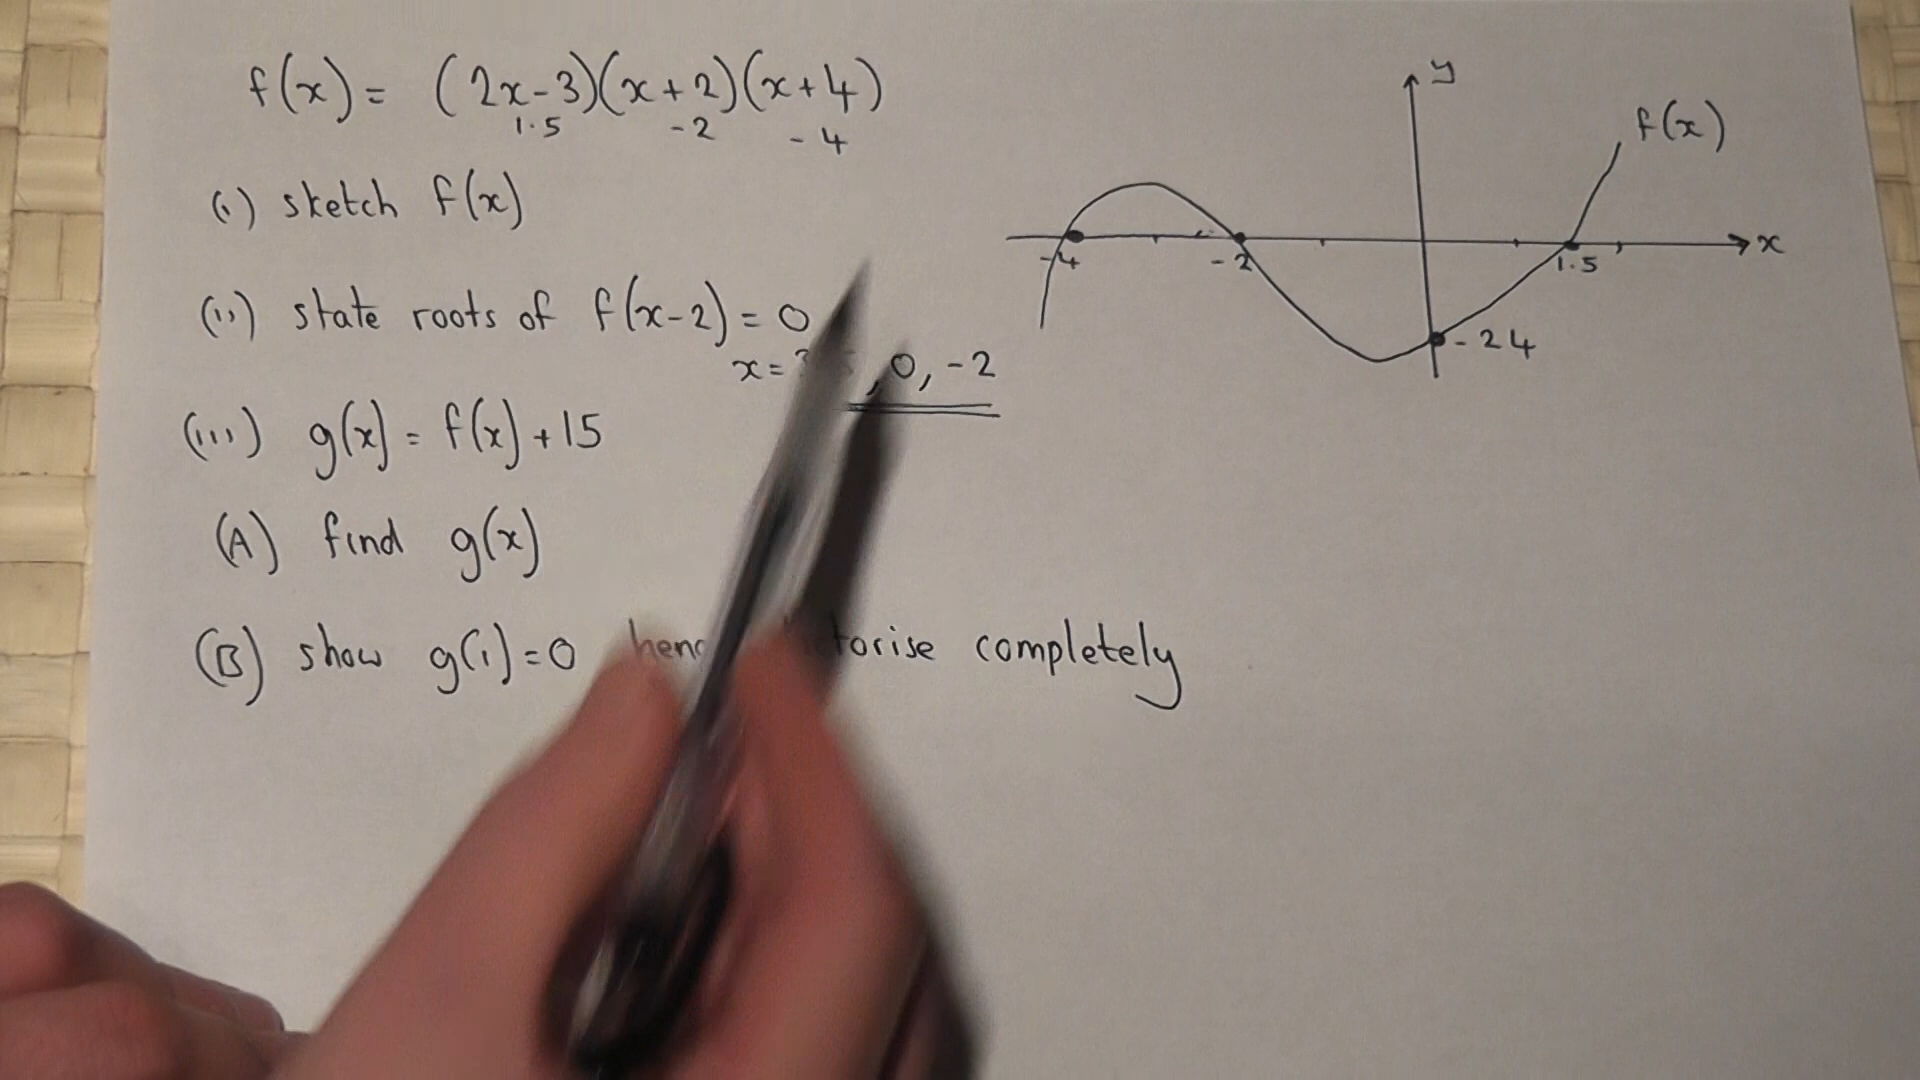 f(x) = (2x-3)(x+2)(x+4)
1.5 -2 -4
(i) sketch f(x)
(ii) state roots of f(x-2) = 0
x = , 0, -2
(iii) g(x) = f(x) + 15
(A) find g(x)
(B) show g(1) = 0 completely
y
f(x)
x
-4 -2 1.5
-24